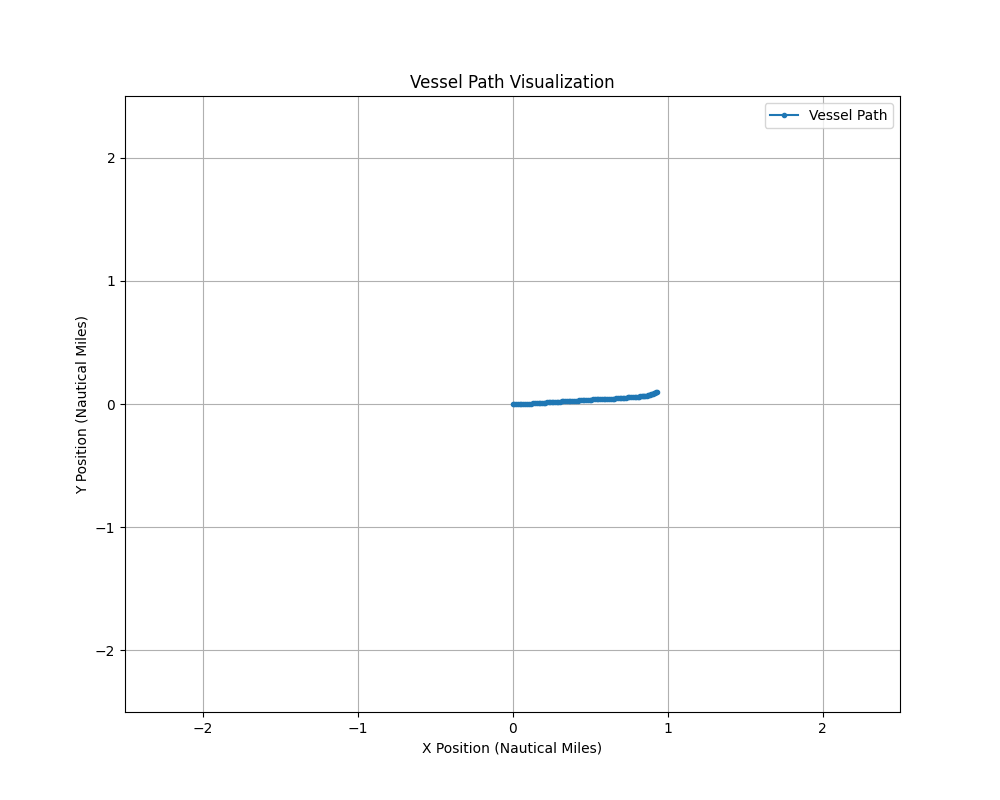 Vessel Path Visualization
Vessel Path
2
1
0
−1
−2
Y Position (Nautical Miles)
−2 −1 0 1 2
X Position (Nautical Miles)